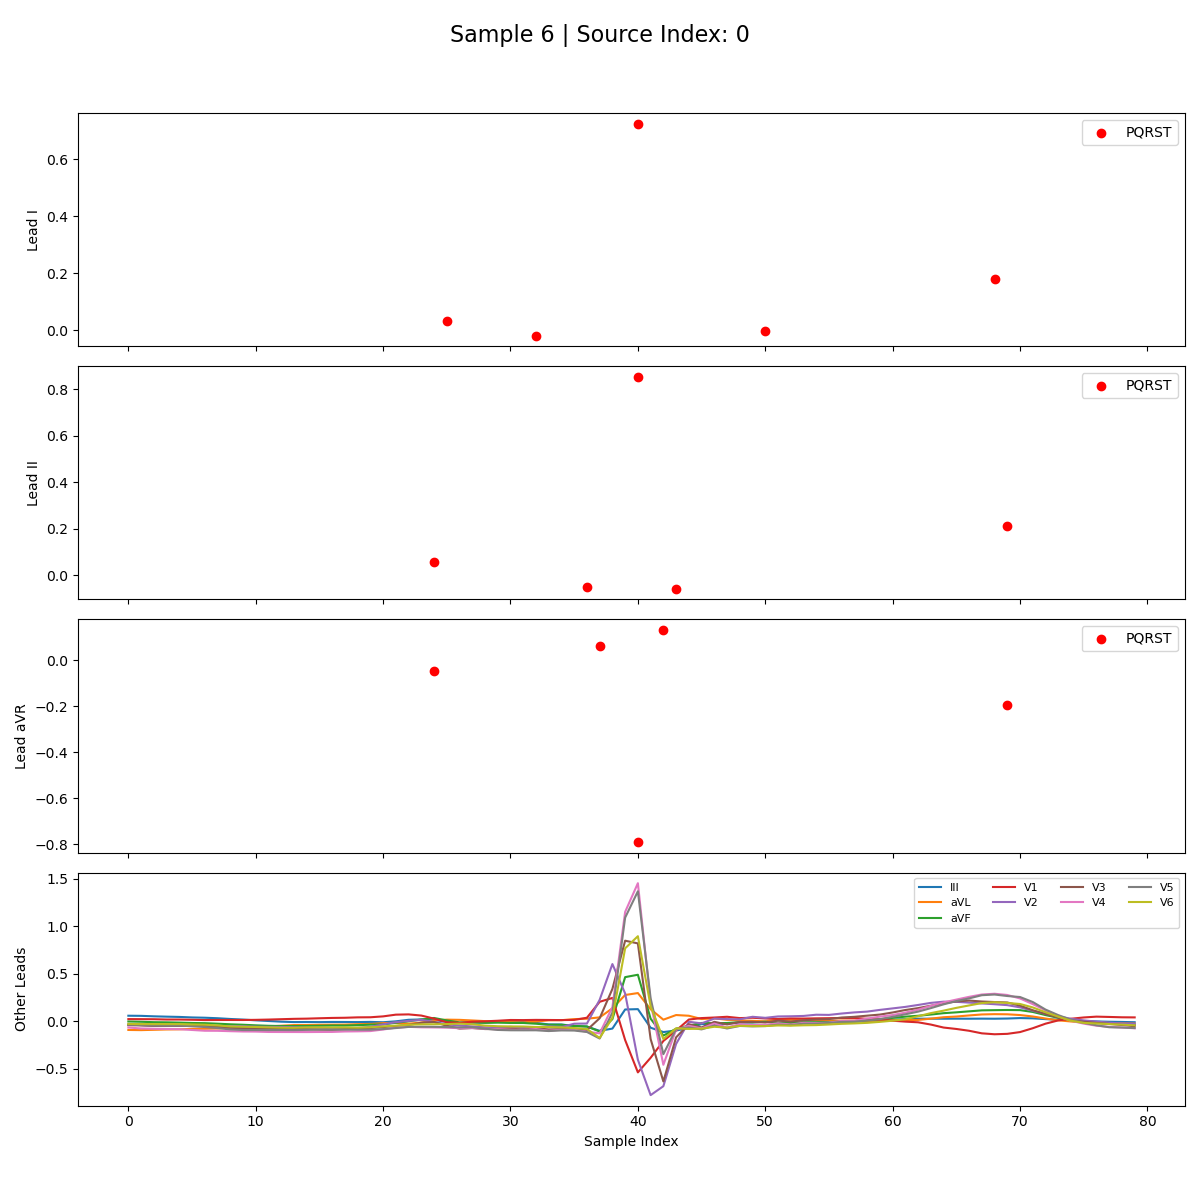 Sample 6 | Source Index: 0
PQRST
0.6
0.4
0.2
0.0
Lead I
PQRST
0.8
0.6
0.4
0.2
0.0
Lead II
PQRST
0.0
−0.2
−0.4
−0.6
−0.8
Lead aVR
III V1 V3 V5
aVL V2 V4 V6
aVF
1.5
1.0
0.5
0.0
−0.5
Other Leads
0 10 20 30 40 50 60 70 80
Sample Index